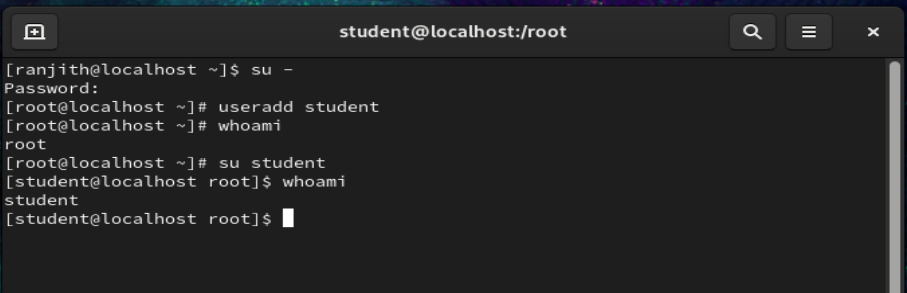 student@localhost:/root
[ranjith@localhost ~]$ su -
Password:
[root@localhost ~]# useradd student
[root@localhost ~]# whoami
root
[root@localhost ~]# su student
[student@localhost root]$ whoami
student
[student@localhost root]$